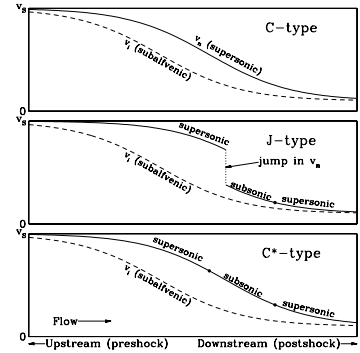 v_s
C-type
v_n (supersonic)
v_i (subalfvenic)
0
v_s
supersonic
J-type
v_i (subalfvenic)
jump in v_n
subsonic
supersonic
0
v_s
C*-type
supersonic
subsonic
v_i (subalfvenic)
supersonic
Flow
0
Upstream (preshock)
Downstream (postshock)